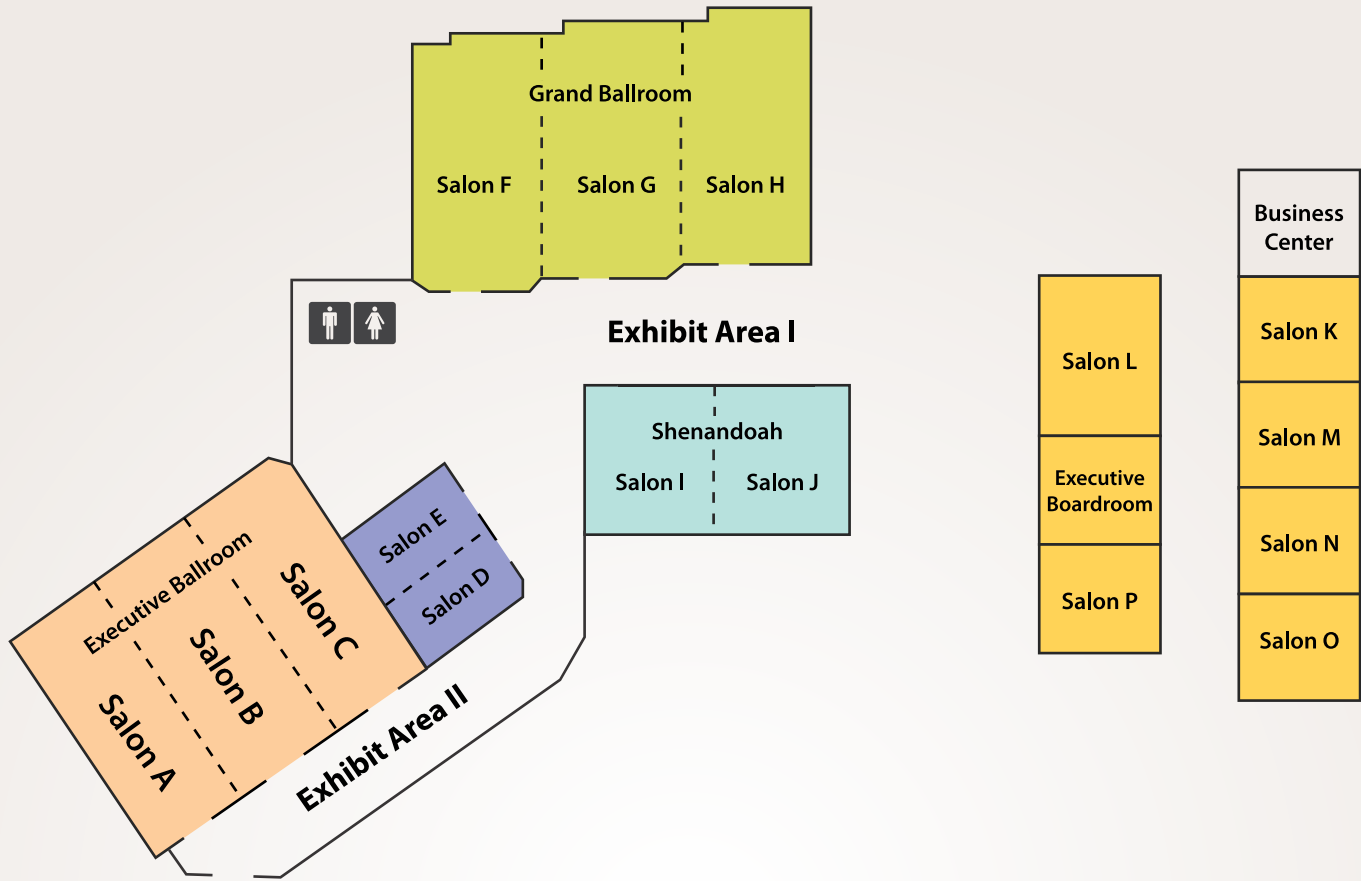 Grand Ballroom
Salon F
Salon G
Salon H
Exhibit Area I
Shenandoah
Salon I
Salon J
Executive Ballroom
Salon A
Salon B
Salon C
Salon E
Salon D
Exhibit Area II
Salon L
Executive
Boardroom
Salon P
Business
Center
Salon K
Salon M
Salon N
Salon O